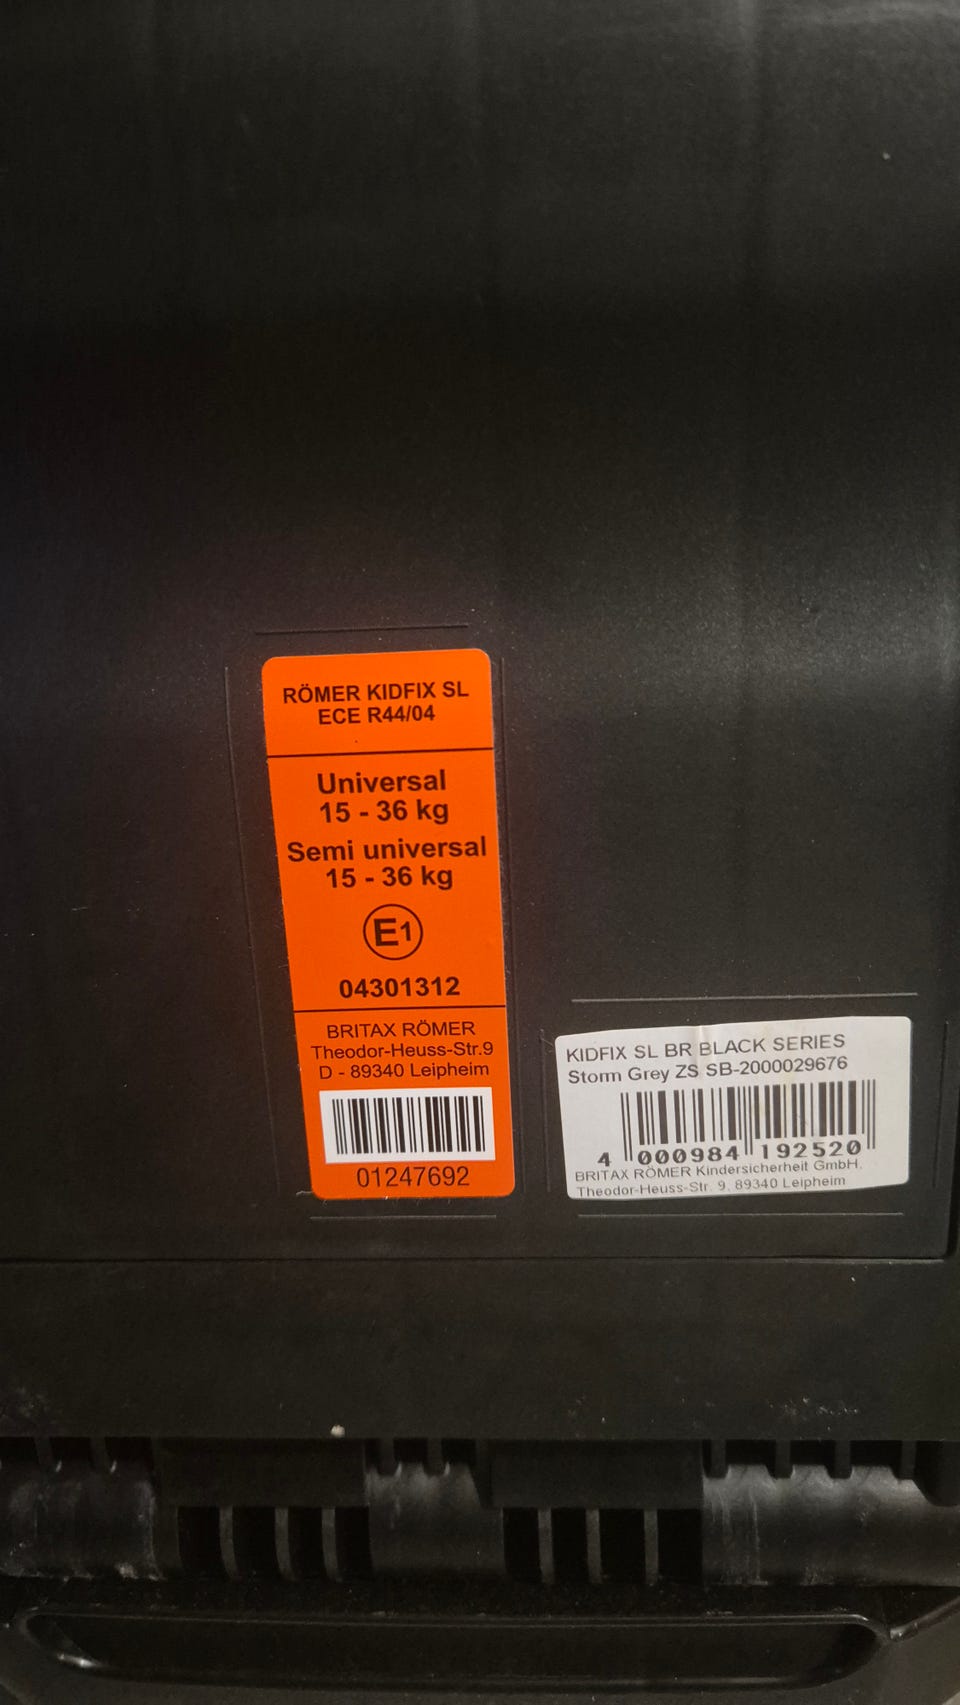 RÖMER KIDFIX SL
ECE R44/04
Universal
15 - 36 kg
Semi universal
15 - 36 kg
E1
04301312
BRITAX RÖMER
Theodor-Heuss-Str.9
D - 89340 Leipheim
01247692
KIDFIX SL BR BLACK SERIES
Storm Grey ZS SB-2000029676
4 000984 192520
BRITAX RÖMER Kindersicherheit GmbH.
Theodor-Heuss-Str. 9, 89340 Leipheim